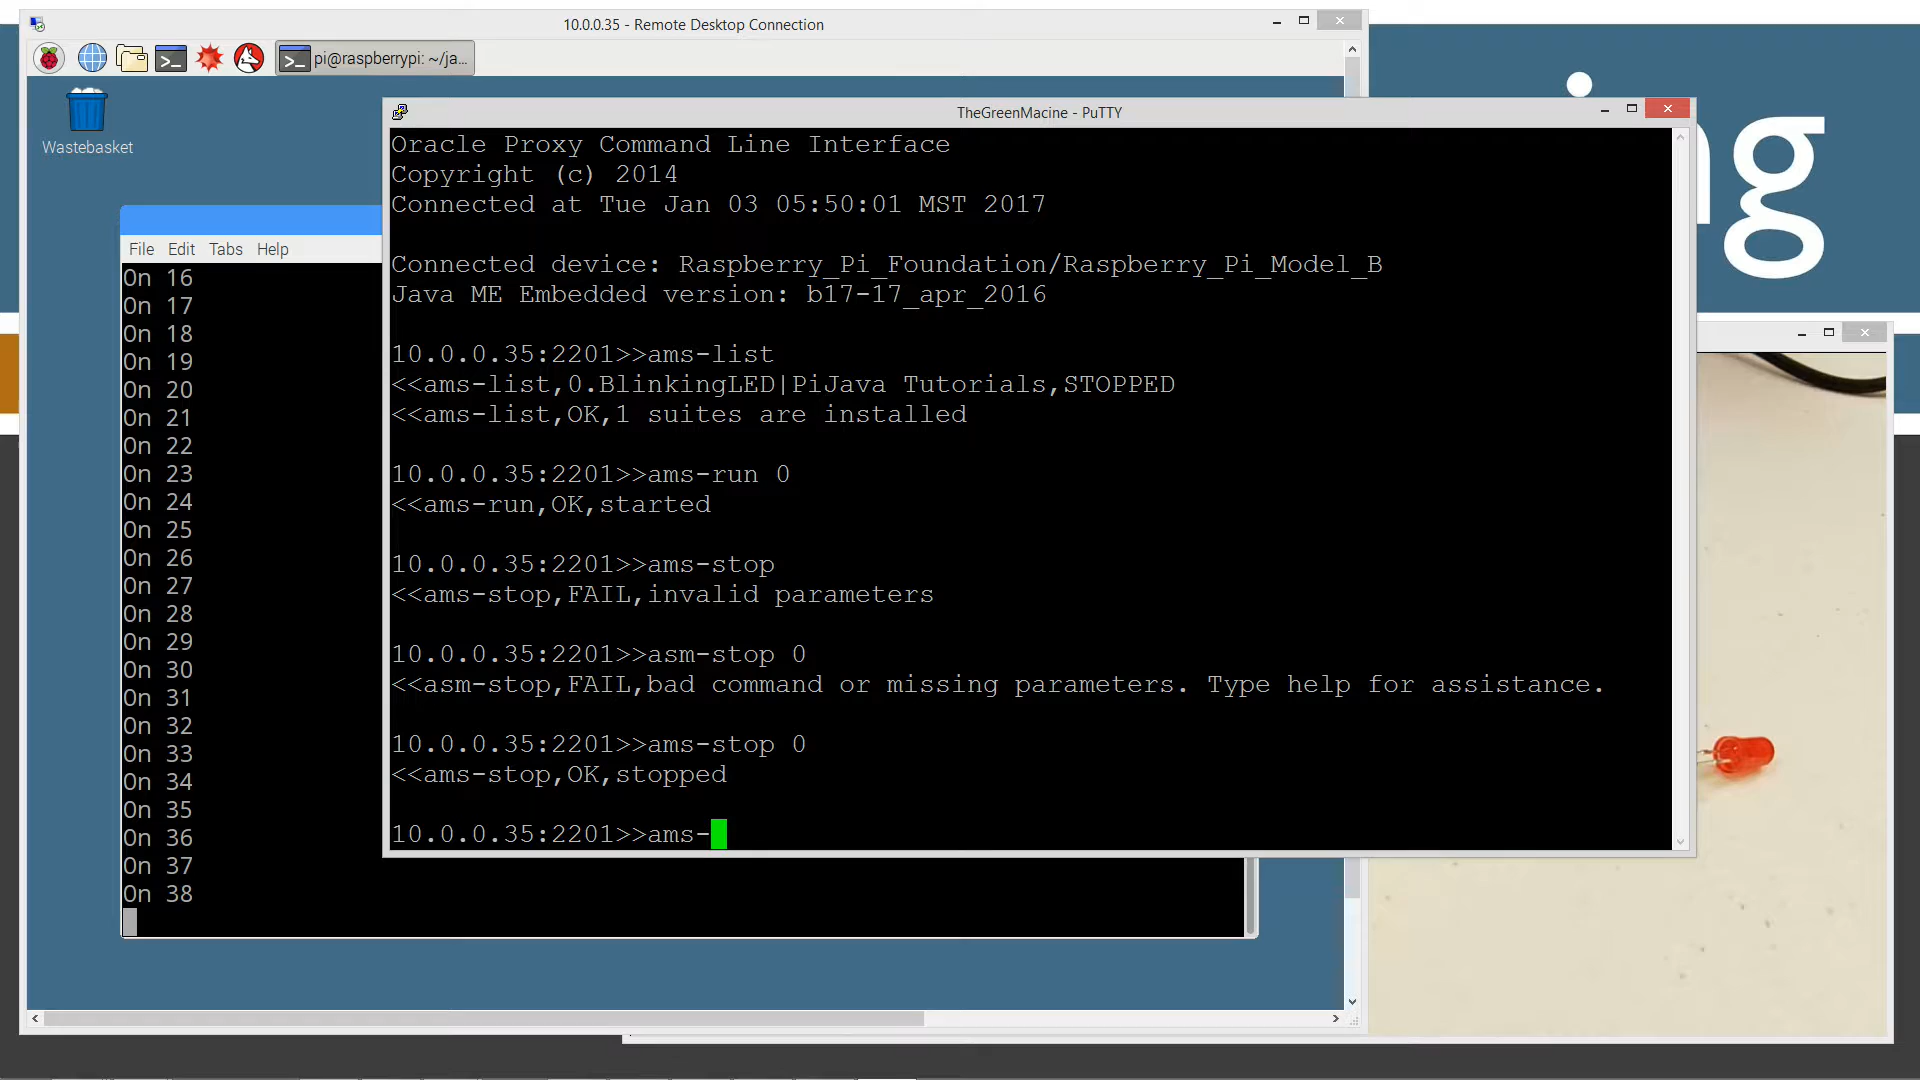 10.0.0.35 - Remote Desktop Connection
pi@raspberrypi: ~/ja...
Wastebasket
File Edit Tabs Help
On 16
On 17
On 18
On 19
On 20
On 21
On 22
On 23
On 24
On 25
On 26
On 27
On 28
On 29
On 30
On 31
On 32
On 33
On 34
On 35
On 36
On 37
On 38
TheGreenMacine - PuTTY
Oracle Proxy Command Line Interface
Copyright (c) 2014
Connected at Tue Jan 03 05:50:01 MST 2017
Connected device: Raspberry_Pi_Foundation/Raspberry_Pi_Model_B
Java ME Embedded version: b17-17_apr_2016
10.0.0.35:2201>>ams-list
<<ams-list,0.BlinkingLED|PiJava Tutorials,STOPPED
<<ams-list,OK,1 suites are installed
10.0.0.35:2201>>ams-run 0
<<ams-run,OK,started
10.0.0.35:2201>>ams-stop
<<ams-stop,FAIL,invalid parameters
10.0.0.35:2201>>asm-stop 0
<<asm-stop,FAIL,bad command or missing parameters. Type help for assistance.
10.0.0.35:2201>>ams-stop 0
<<ams-stop,OK,stopped
10.0.0.35:2201>>ams-